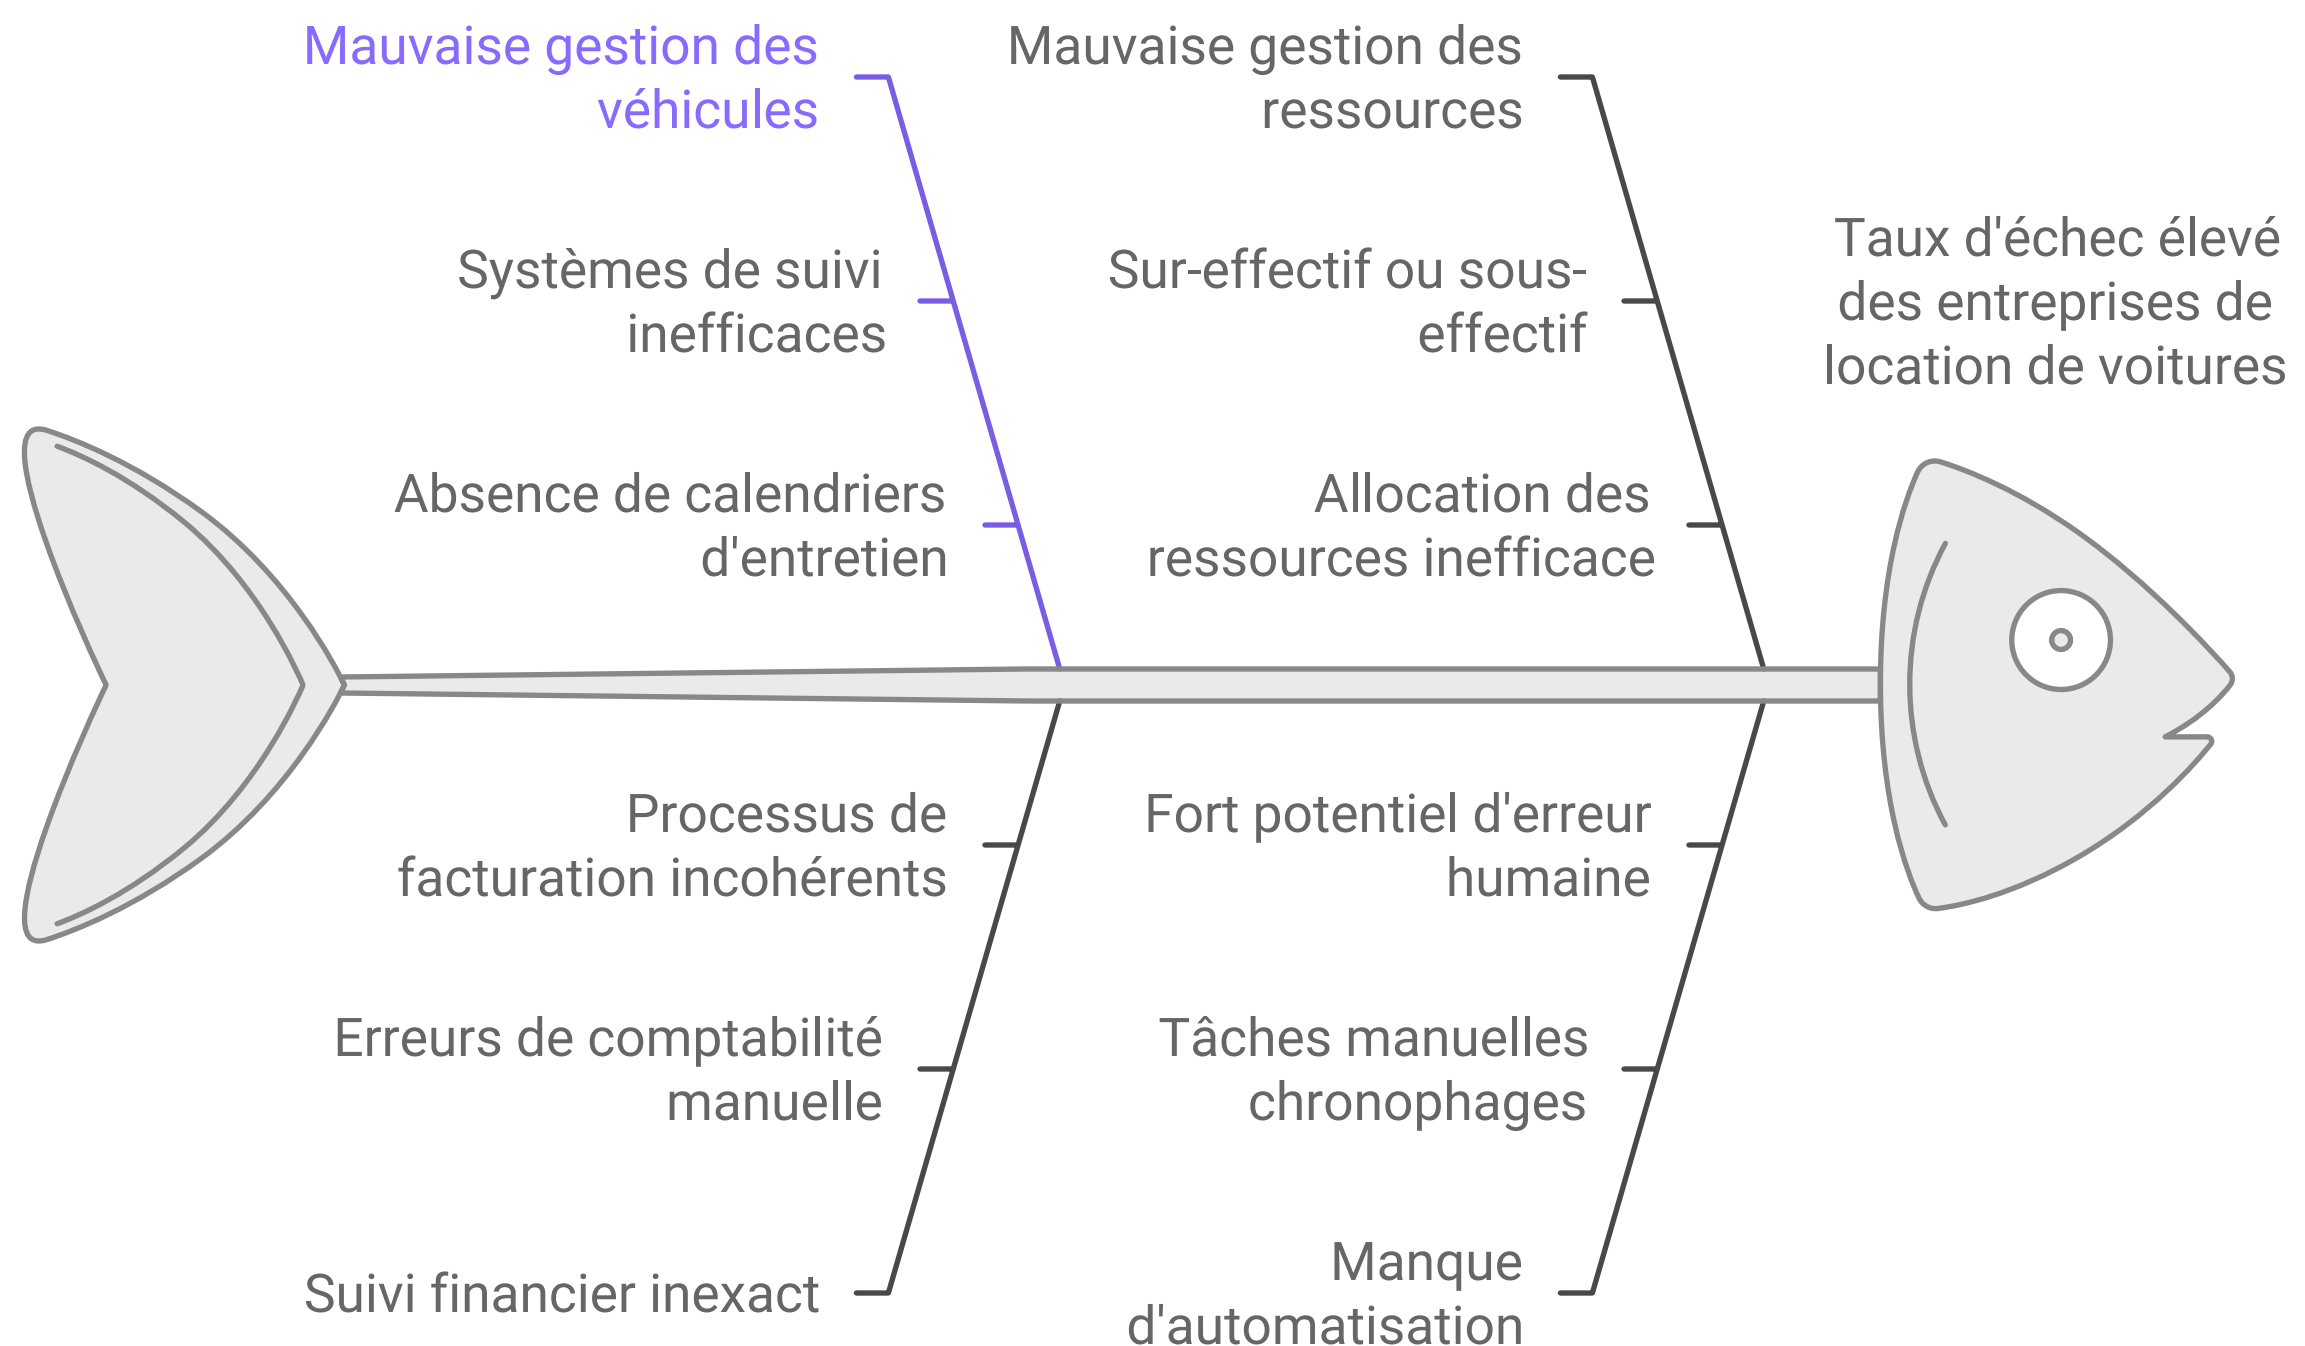 Mauvaise gestion des
véhicules
Systèmes de suivi
inefficaces
Absence de calendriers
d'entretien
Mauvaise gestion des
ressources
Sur-effectif ou sous-
effectif
Allocation des
ressources inefficace
Taux d'échec élevé
des entreprises de
location de voitures
Processus de
facturation incohérents
Erreurs de comptabilité
manuelle
Suivi financier inexact
Fort potentiel d'erreur
humaine
Tâches manuelles
chronophages
Manque
d'automatisation